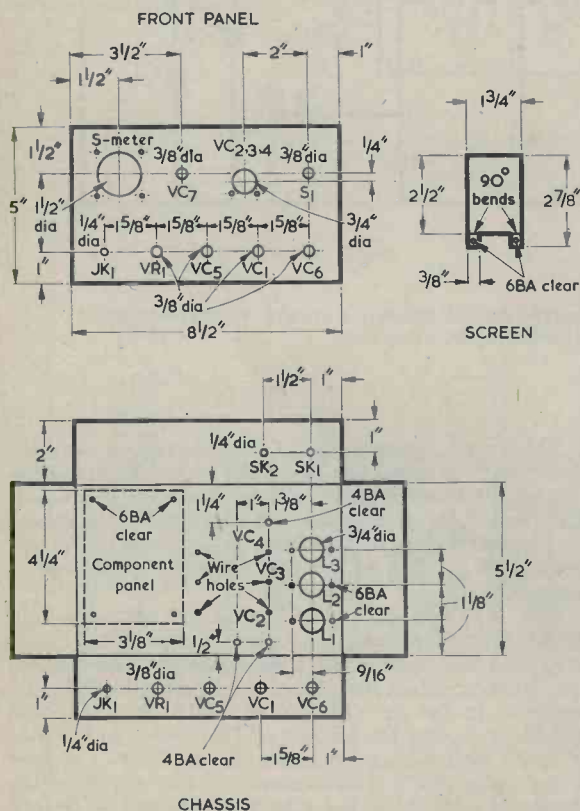 FRONT PANEL
3 1/2"
2"
1"
1 1/2"
1 3/4"
S-meter
VC2·3·4
1 1/2"
3/8"dia
3/8"dia
1/4"
VC7
S1
5"
2 1/2"
90°
bends
2 7/8"
1 1/2"
dia
1/4"dia
1 5/8"
1 5/8"
1 5/8"
1 5/8"
3/4"
dia
1"
JK1
VR1
VC5
VC1
VC6
3/8"
6BA clear
3/8"dia
8 1/2"
SCREEN
1 1/2"
1"
2"
1/4"dia
SK2
SK1
1"
1 1/4"
1"
1 3/8"
4BA
clear
6BA
clear
VC4
3/4"dia
4 1/4"
Component
panel
Wire
holes
VC3
L3
L2
6BA
clear
5 1/2"
1 1/8"
VC2
L1
3 1/8"
1/2"
9/16"
1"
3/8"dia
JK1
VR1
VC5
VC1
VC6
1/4"dia
4BA clear
1 5/8"
1"
CHASSIS